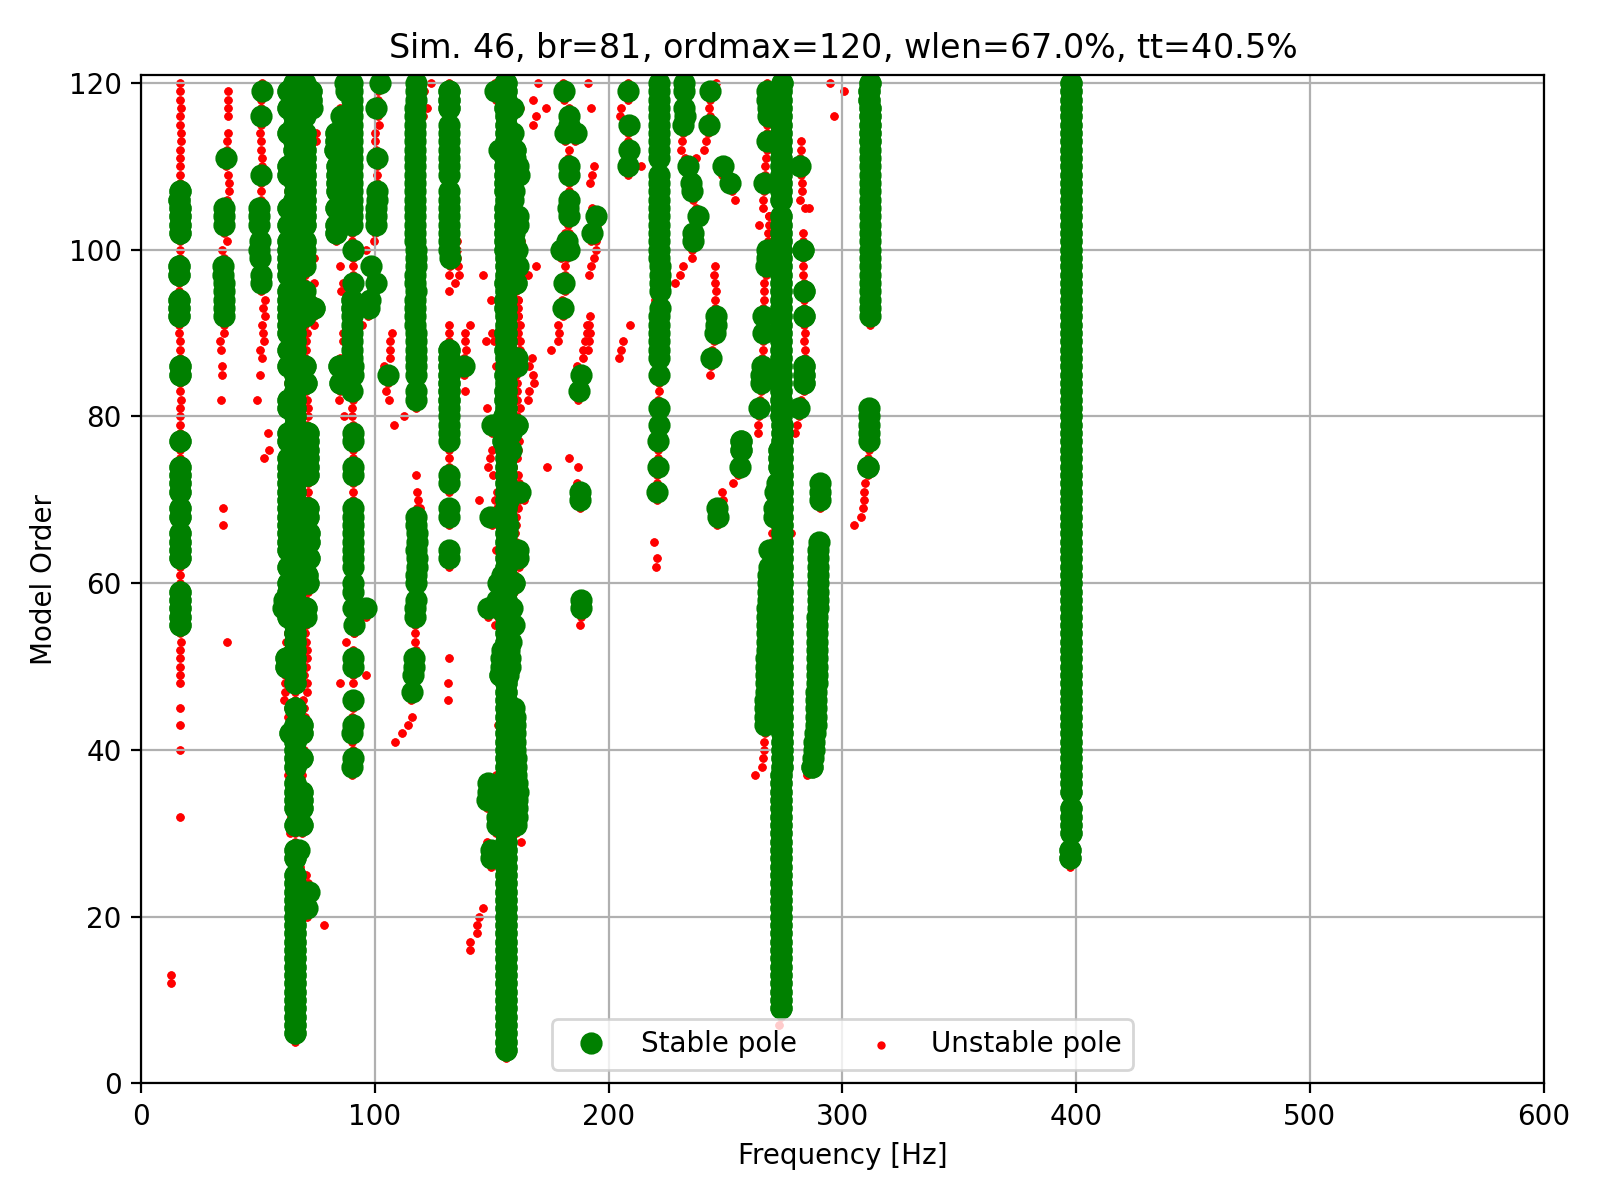 Sim. 46, br=81, ordmax=120, wlen=67.0%, tt=40.5%
120
100
80
60
40
20
0
Model Order
Stable pole Unstable pole
0 100 200 300 400 500 600
Frequency [Hz]